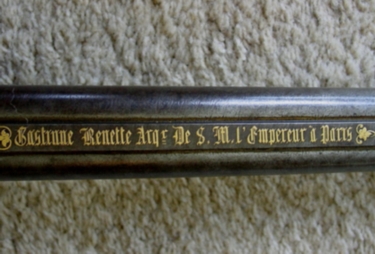 Gastinne Renette Arqr De S. M. l'Empereur à Paris